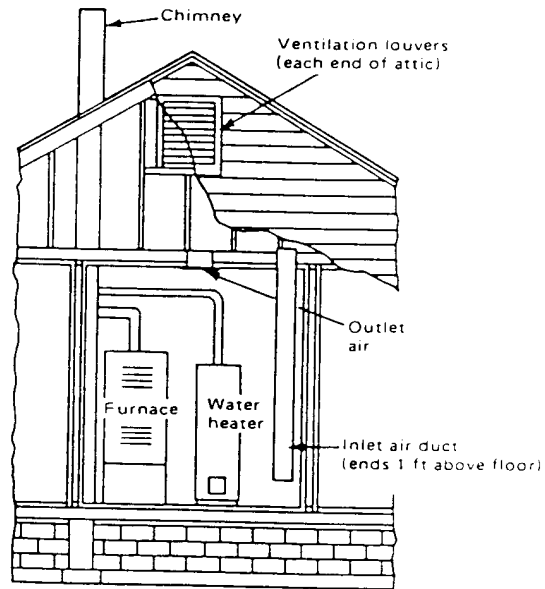 Chimney
Ventilation louvers
(each end of attic)
Outlet
air
Furnace
Water
heater
Inlet air duct
(ends 1 ft above floor)